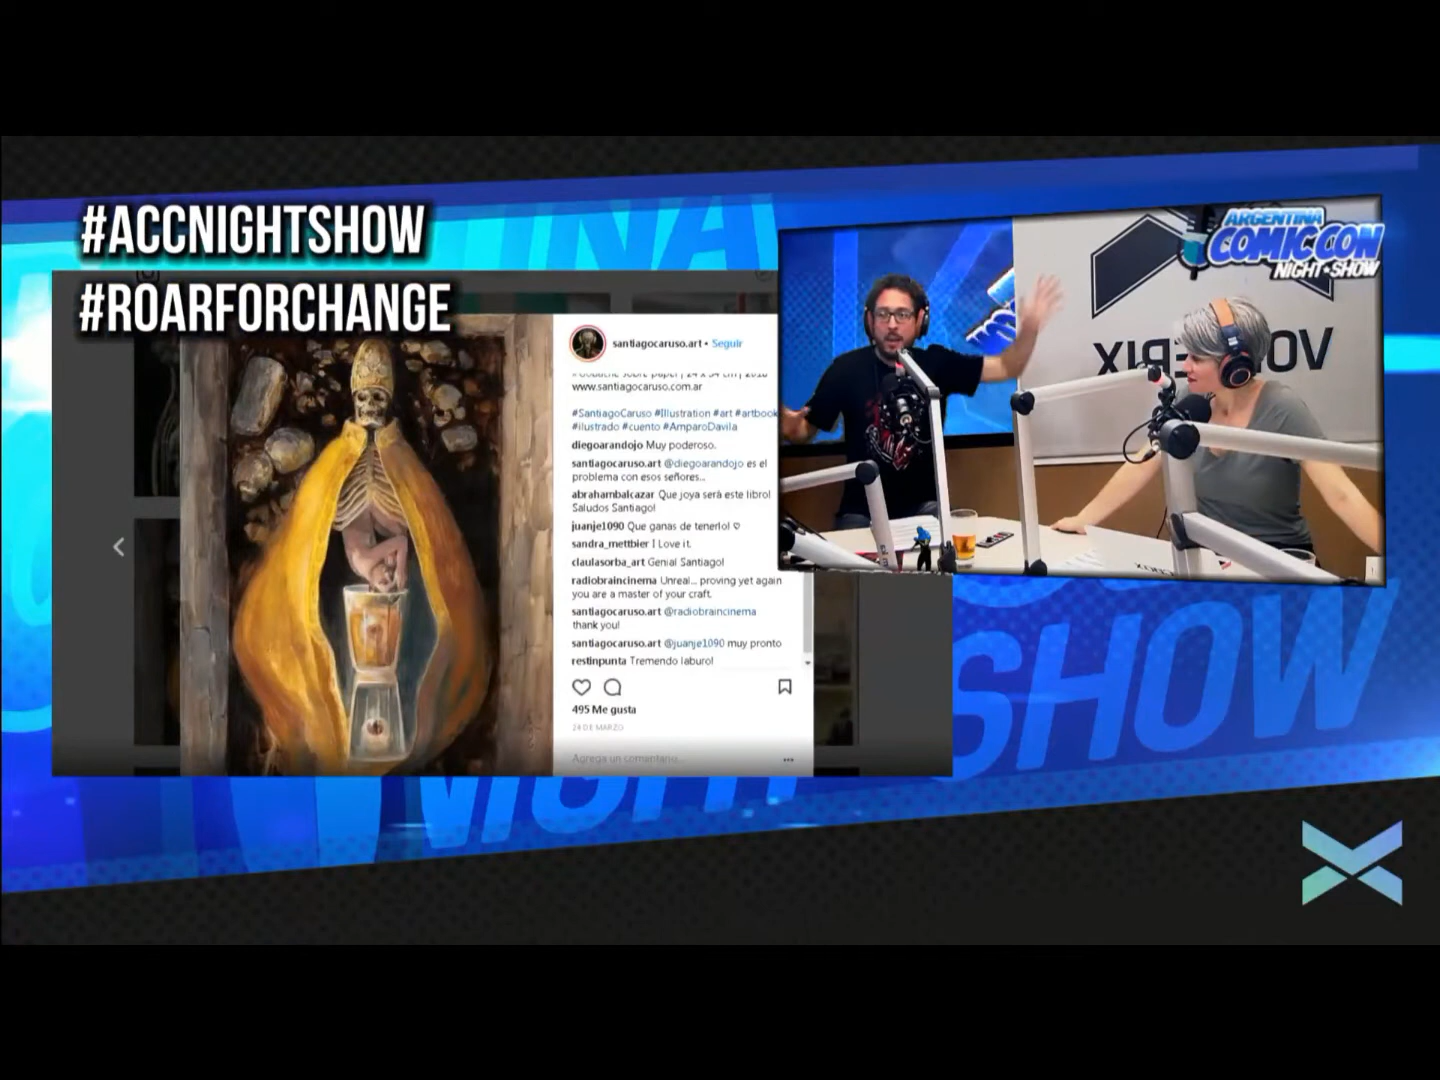 #ACCNIGHTSHOW
#ROARFORCHANGE
ARGENTINA
COMIC CON
NIGHT SHOW
santiagocaruso.art • Seguir
www.santiagocaruso.com.ar
#SantiagoCaruso #Illustration #art #artbook
#ilustrado #cuento #AmparoDavila
diegoarandojo Muy poderoso.
santiagocaruso.art @diegoarandojo es el
problema con esos señores...
abrahambalcazar Que joya será este libro!
Saludos Santiago!
juanje1090 Que ganas de tenerlo! ♡
sandra_mettbier I Love it.
claulasorba_art Genial Santiago!
radiobraincinema Unreal... proving yet again
you are a master of your craft.
santiagocaruso.art @radiobraincinema
thank you!
santiagocaruso.art @juanje1090 muy pronto
restinpunta Tremendo laburo!
495 Me gusta
24 DE MARZO
Agrega un comentario...
NIGHT SHOW